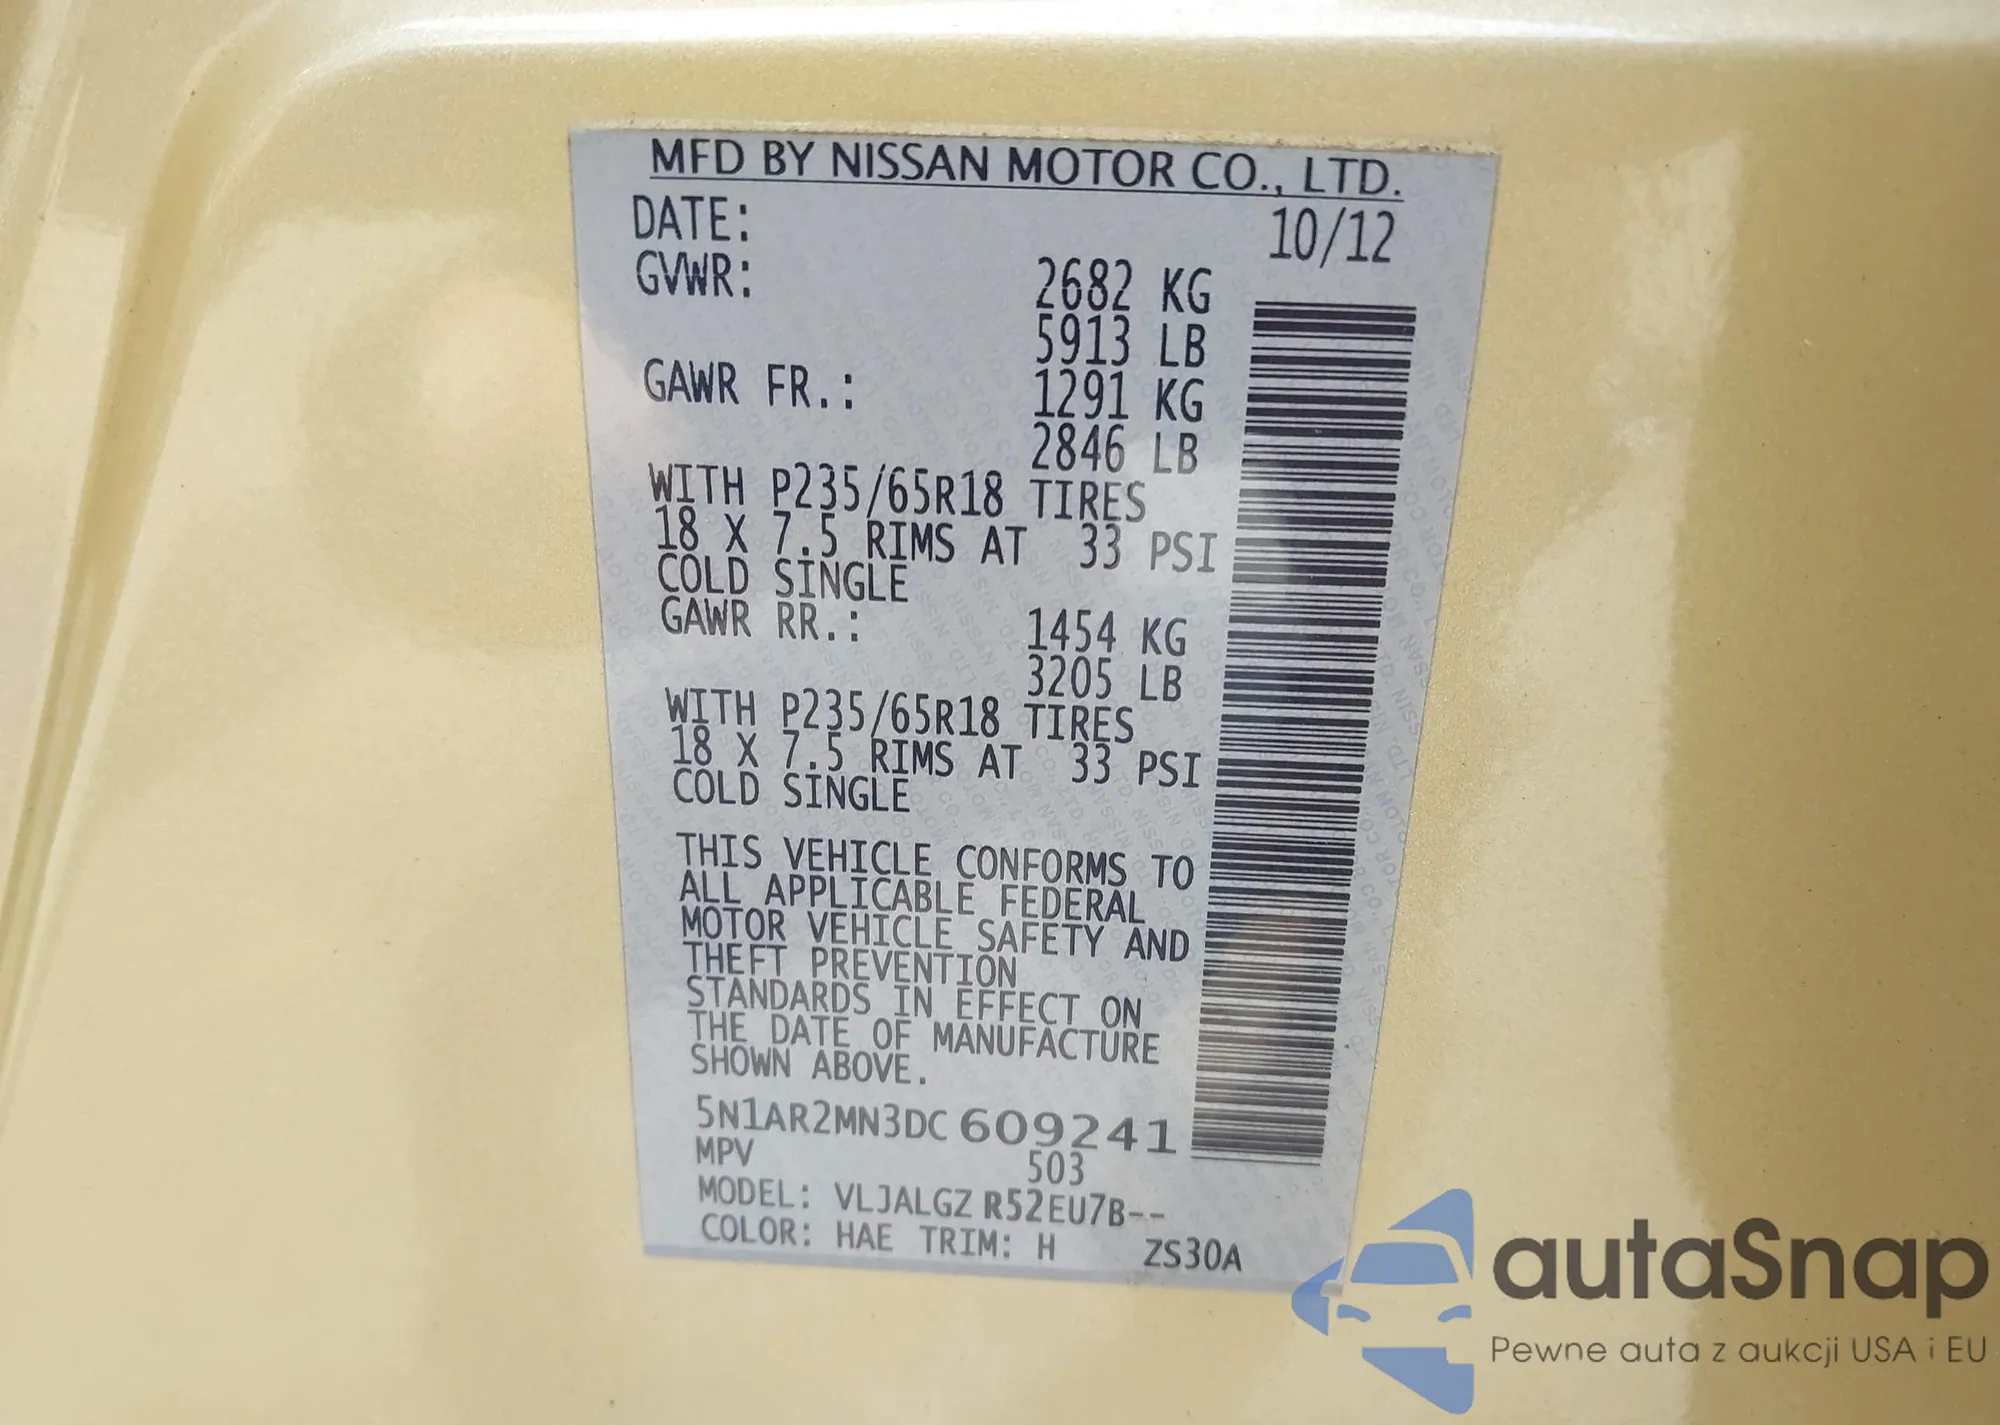 MFD BY NISSAN MOTOR CO., LTD.
DATE: 10/12
GVWR: 2682 KG
5913 LB
GAWR FR.: 1291 KG
2846 LB
WITH P235/65R18 TIRES
18 X 7.5 RIMS AT 33 PSI
COLD SINGLE
GAWR RR.: 1454 KG
3205 LB
WITH P235/65R18 TIRES
18 X 7.5 RIMS AT 33 PSI
COLD SINGLE
THIS VEHICLE CONFORMS TO
ALL APPLICABLE FEDERAL
MOTOR VEHICLE SAFETY AND
THEFT PREVENTION
STANDARDS IN EFFECT ON
THE DATE OF MANUFACTURE
SHOWN ABOVE.
5N1AR2MN3DC 609241
MPV 503
MODEL: VLJALGZ R52EU7B--
COLOR: HAE TRIM: H ZS30A
autaSnap
Pewne auta z aukcji USA i EU